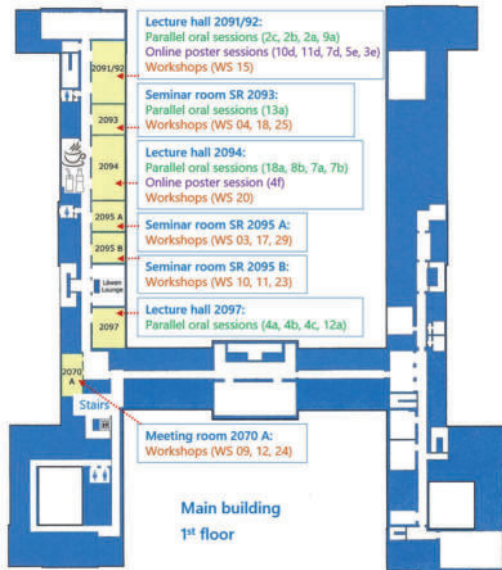 Lecture hall 2091/92:
Parallel oral sessions (2c, 2b, 2a, 9a)
Online poster sessions (10d, 11d, 7d, 5e, 3e)
Workshops (WS 15)
2091/92
Seminar room SR 2093:
Parallel oral sessions (13a)
Workshops (WS 04, 18, 25)
2093
Lecture hall 2094:
Parallel oral sessions (18a, 8b, 7a, 7b)
Online poster session (4f)
Workshops (WS 20)
2094
Seminar room SR 2095 A:
Workshops (WS 03, 17, 29)
2095 A
Seminar room SR 2095 B:
Workshops (WS 10, 11, 23)
2095 B
Löwen
Lounge
Lecture hall 2097:
Parallel oral sessions (4a, 4b, 4c, 12a)
2097
2070
A
Stairs
Meeting room 2070 A:
Workshops (WS 09, 12, 24)
Main building
1st floor